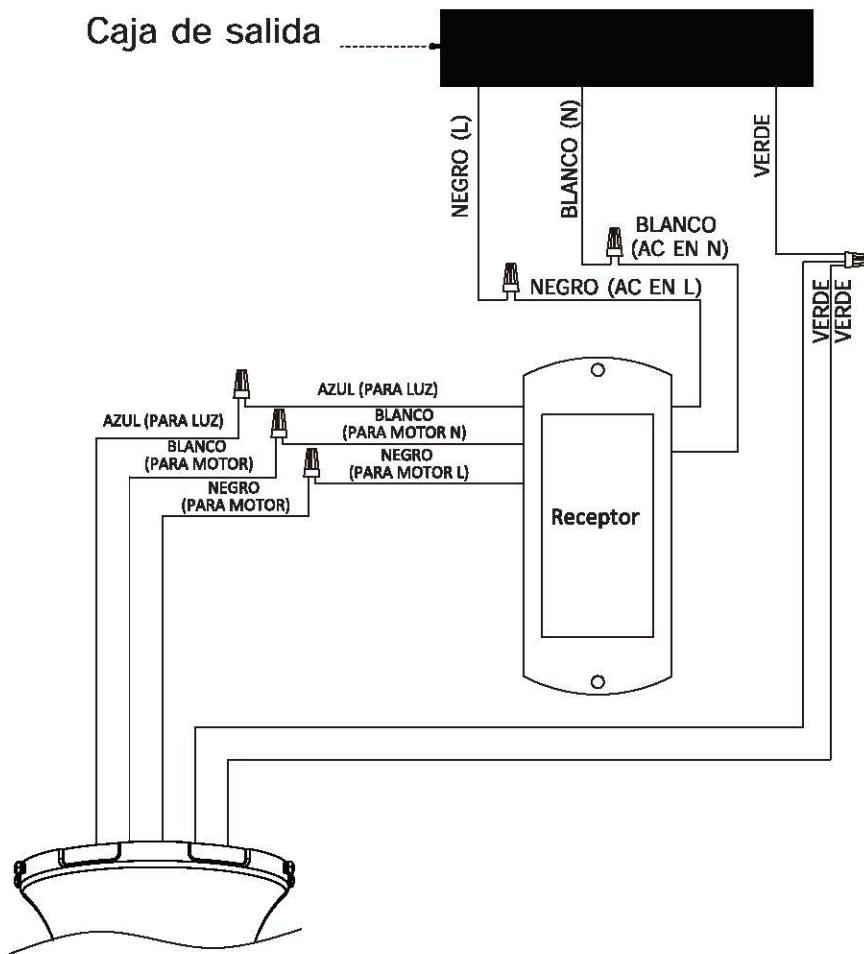 Caja de salida
NEGRO (L)
BLANCO (N)
VERDE
BLANCO
(AC EN N)
NEGRO (AC EN L)
VERDE
VERDE
AZUL (PARA LUZ)
AZUL (PARA LUZ)
BLANCO
(PARA MOTOR N)
BLANCO
(PARA MOTOR)
NEGRO
(PARA MOTOR L)
NEGRO
(PARA MOTOR)
Receptor